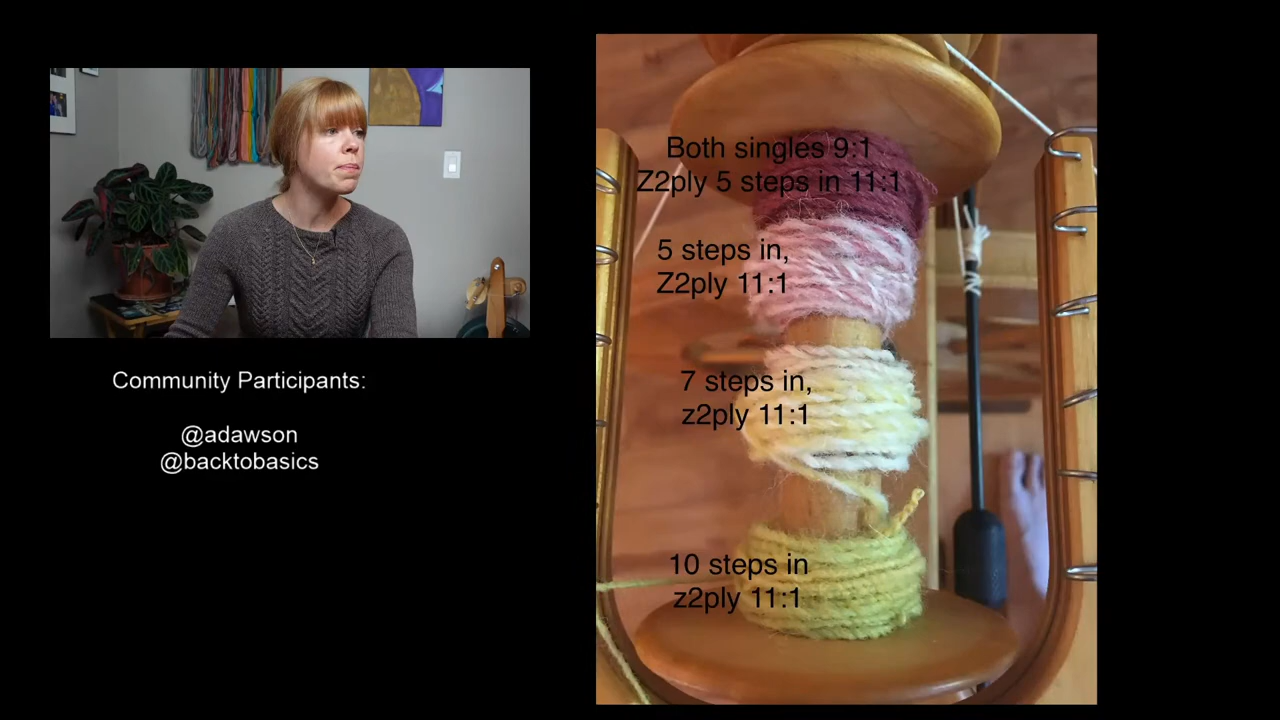 Community Participants:
@adawson
@backtobasics
Both singles 9:1
Z2ply 5 steps in 11:1
5 steps in,
Z2ply 11:1
7 steps in,
z2ply 11:1
10 steps in
z2ply 11:1